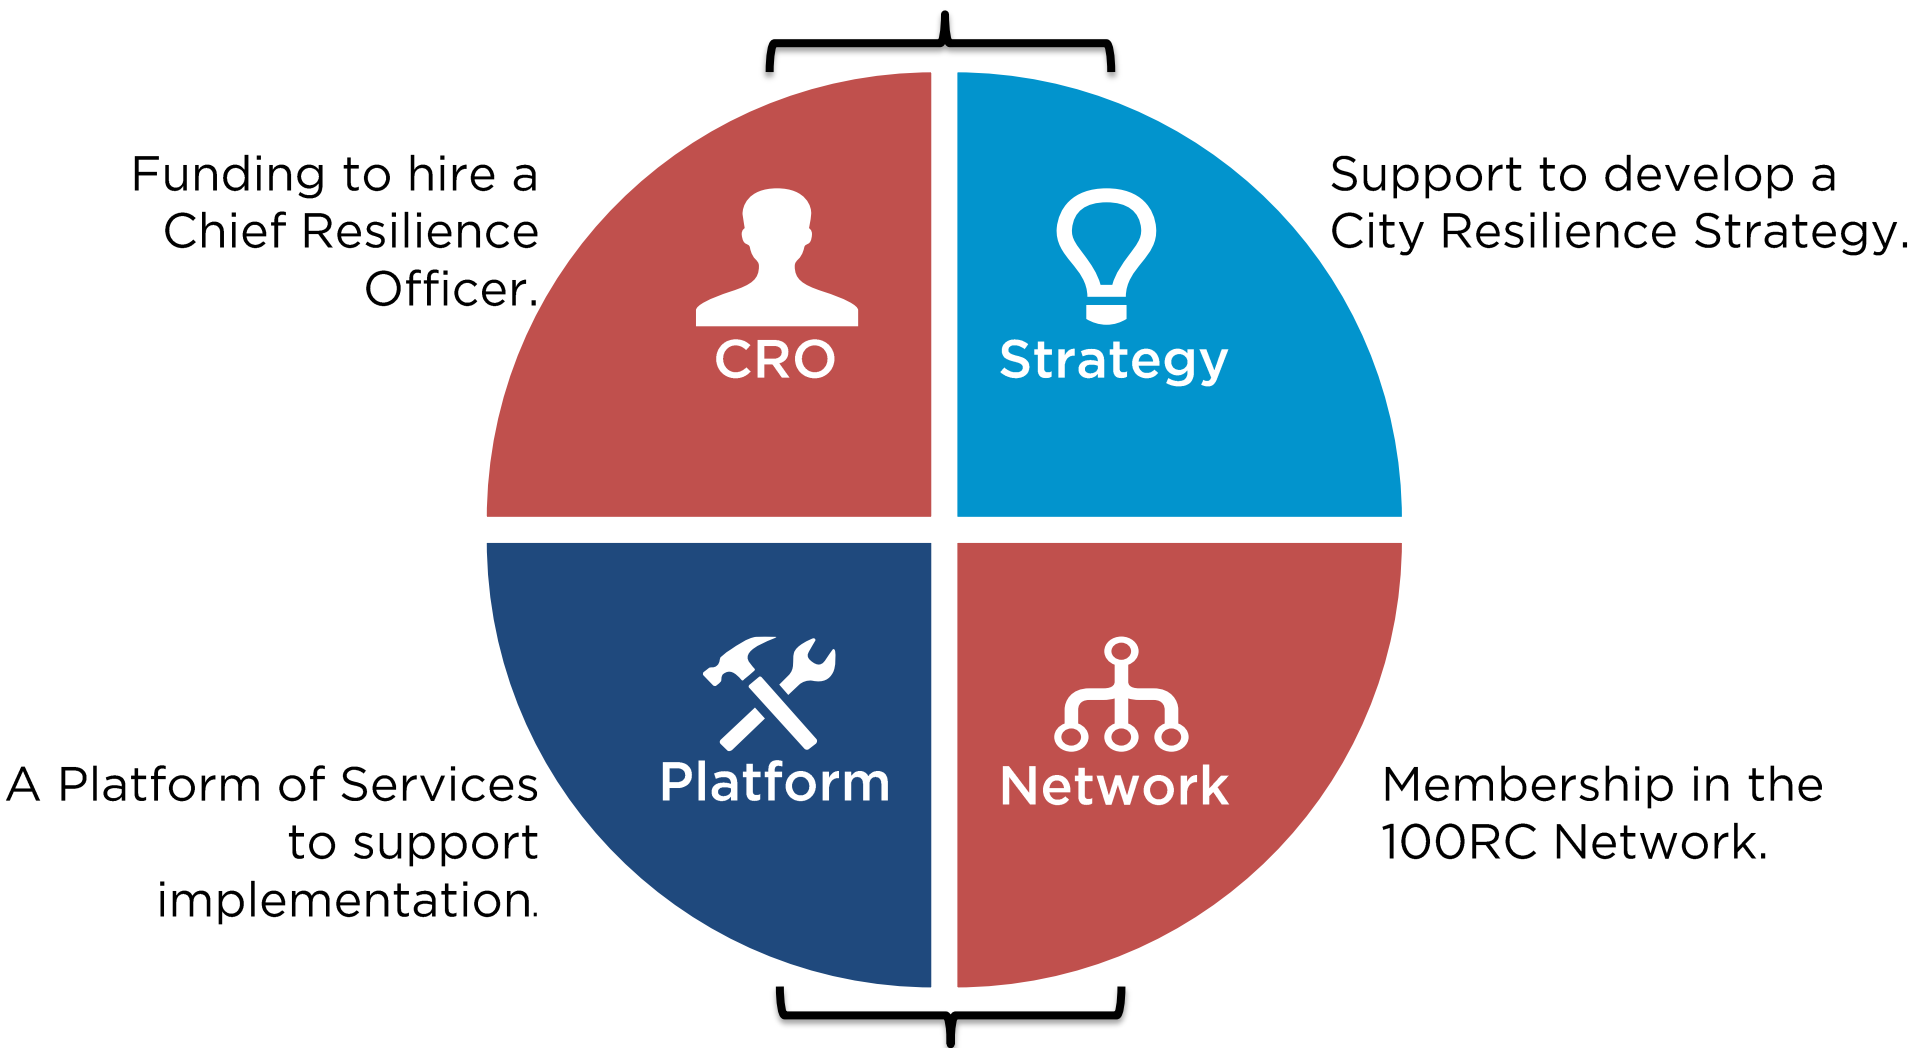 Funding to hire a
Chief Resilience
Officer.
CRO
Strategy
Support to develop a
City Resilience Strategy.
A Platform of Services
to support
implementation.
Platform
Network
Membership in the
100RC Network.